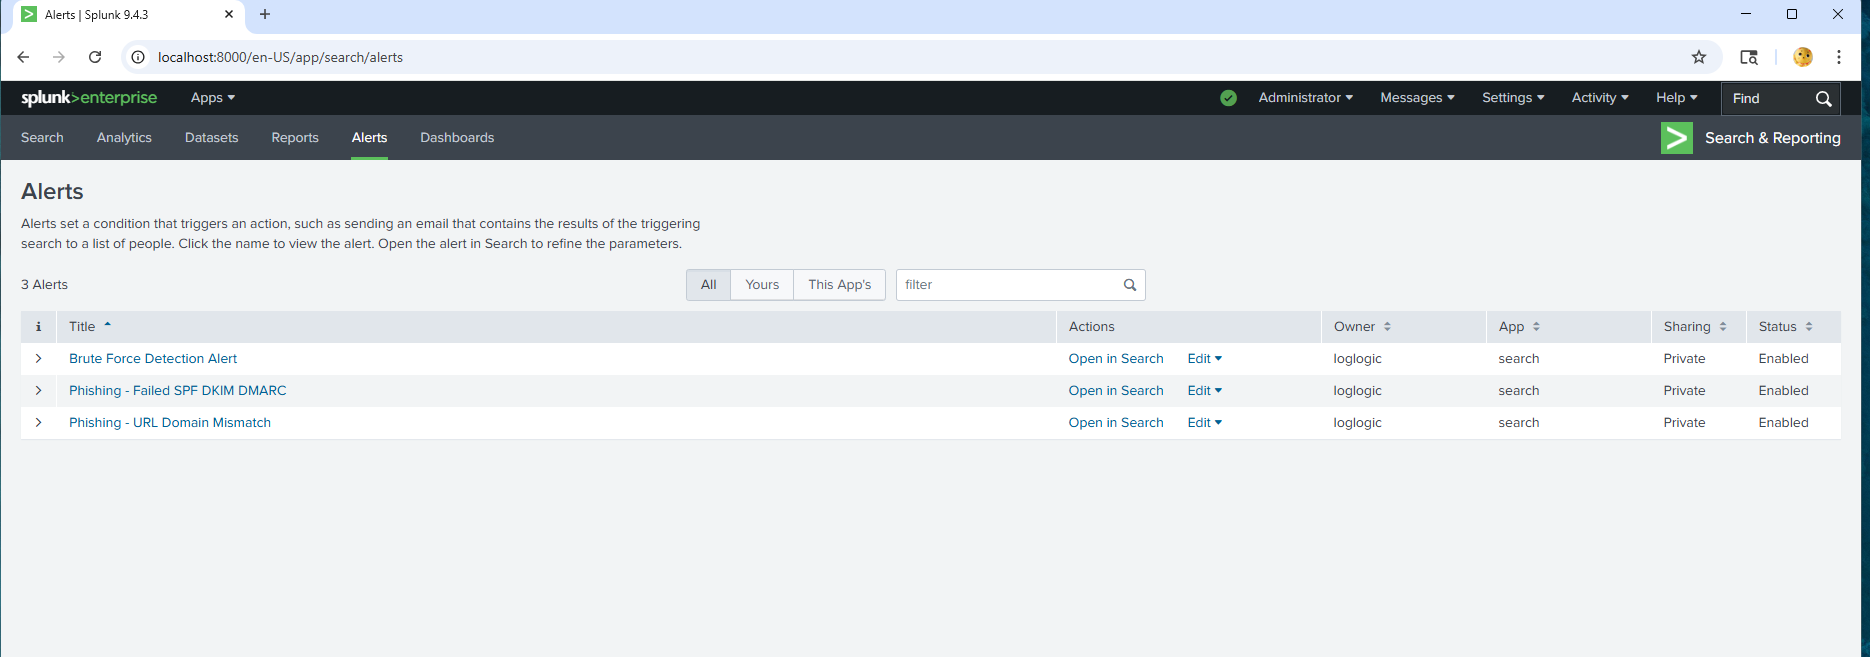 Alerts | Splunk 9.4.3
localhost:8000/en-US/app/search/alerts
splunk>enterprise Apps Administrator Messages Settings Activity Help Find
Search Analytics Datasets Reports Alerts Dashboards Search & Reporting
Alerts
Alerts set a condition that triggers an action, such as sending an email that contains the results of the triggering
search to a list of people. Click the name to view the alert. Open the alert in Search to refine the parameters.
3 Alerts All Yours This App's filter
i Title Actions Owner App Sharing Status
Brute Force Detection Alert Open in Search Edit loglogic search Private Enabled
Phishing - Failed SPF DKIM DMARC Open in Search Edit loglogic search Private Enabled
Phishing - URL Domain Mismatch Open in Search Edit loglogic search Private Enabled